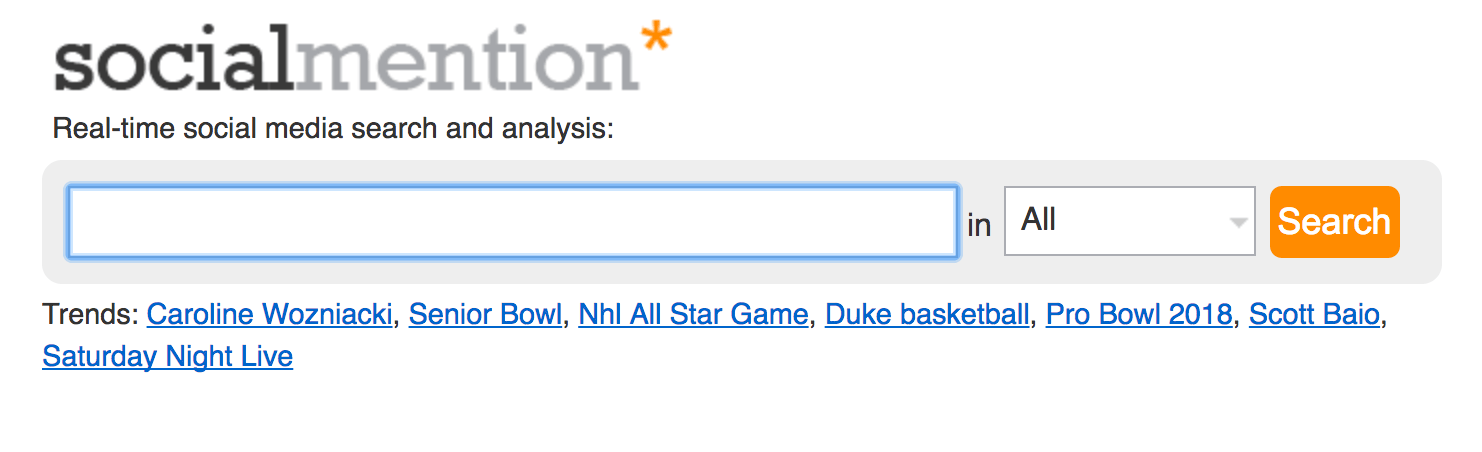 socialmention*
Real-time social media search and analysis:
in All Search
Trends: Caroline Wozniacki, Senior Bowl, Nhl All Star Game, Duke basketball, Pro Bowl 2018, Scott Baio,
Saturday Night Live